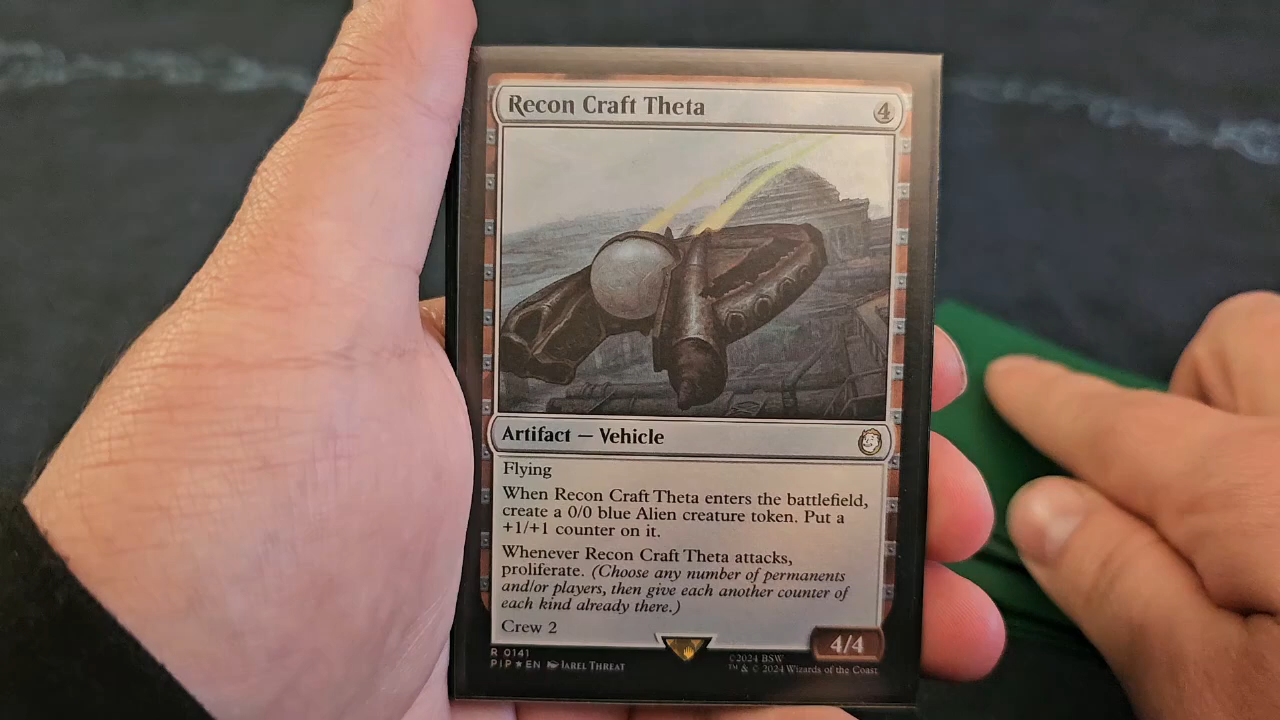 Recon Craft Theta 4
Artifact — Vehicle
Flying
When Recon Craft Theta enters the battlefield,
create a 0/0 blue Alien creature token. Put a
+1/+1 counter on it.
Whenever Recon Craft Theta attacks,
proliferate. (Choose any number of permanents
and/or players, then give each another counter of
each kind already there.)
Crew 2
4/4
R 0141
PIP ★ EN Jarel Threat
©2024 BSW
™ & © 2024 Wizards of the Coast